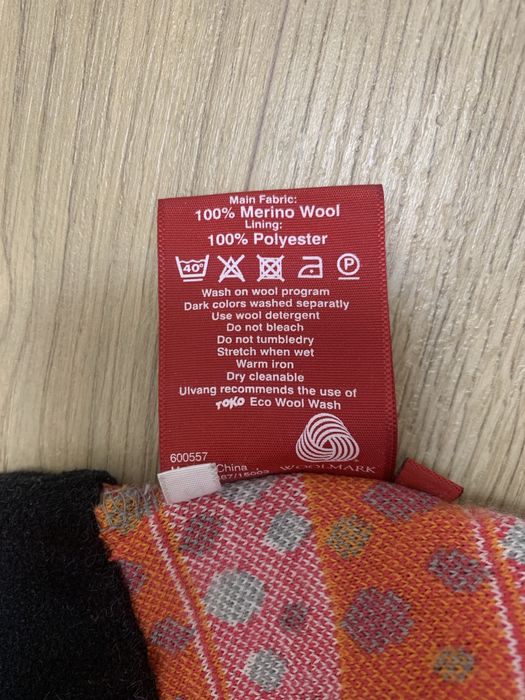 Main Fabric:
100% Merino Wool
Lining:
100% Polyester
40°
P
Wash on wool program
Dark colors washed separatly
Use wool detergent
Do not bleach
Do not tumbledry
Stretch when wet
Warm iron
Dry cleanable
Ulvang recommends the use of
TOKO Eco Wool Wash
600557
China
WOOLMARK